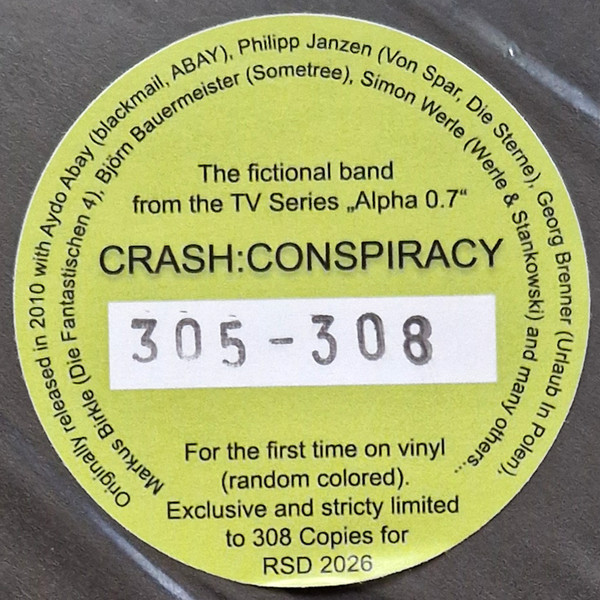 Originally released in 2010 with Aydo Abay (blackmail, ABAY), Philipp Janzen (Von Spar, Die Sterne), Georg Brenner (Urlaub In Polen),
Markus Birkle (Die Fantastischen 4), Björn Bauermeister (Sometree), Simon Werle (Werle & Stankowski) and many others...
The fictional band
from the TV Series „Alpha 0.7“
CRASH:CONSPIRACY
305-308
For the first time on vinyl
(random colored).
Exclusive and stricty limited
to 308 Copies for
RSD 2026